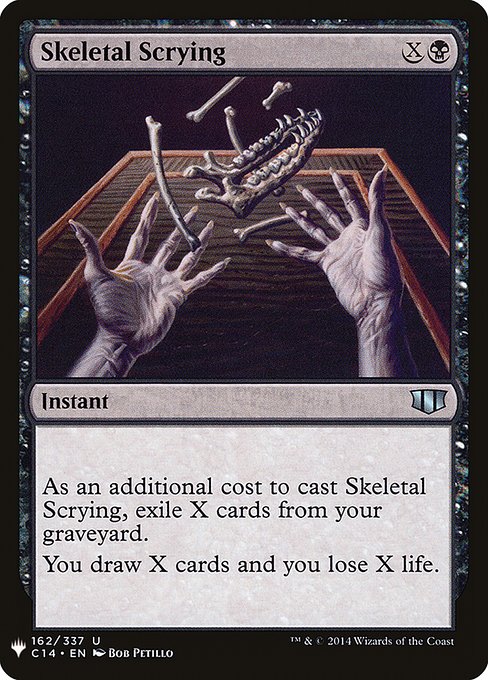 Skeletal Scrying X
Instant
As an additional cost to cast Skeletal
Scrying, exile X cards from your
graveyard.
You draw X cards and you lose X life.
162/337 U
C14 • EN Bob Petillo
™ & © 2014 Wizards of the Coast